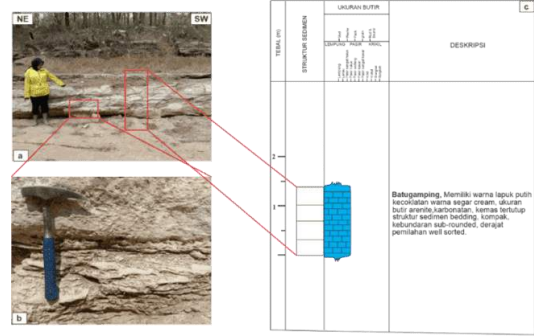 NE
SW
a
b
c
TEBAL (m)
STRUKTUR SEDIMEN
UKURAN BUTIR
LEMPUNG
PASIR
KRIKIL
DESKRIPSI
2
1
Batugamping, Memiliki warna lapuk putih
kecoklatan warna segar cream, ukuran
butir arenite,karbonatan, kemas tertutup
struktur sedimen bedding, kompak,
kebundaran sub-rounded, derajat
pemilahan well sorted.